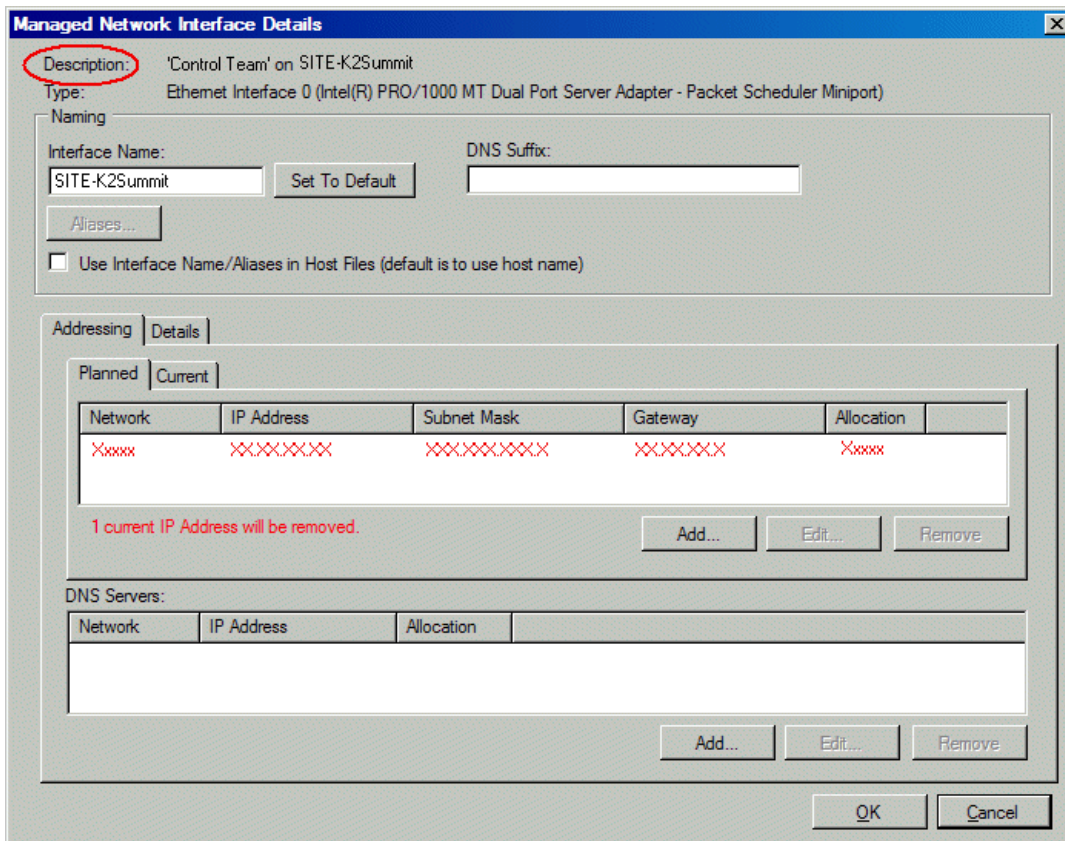 Managed Network Interface Details
Description: 'Control Team' on SITE-K2Summit
Type: Ethernet Interface 0 (Intel(R) PRO/1000 MT Dual Port Server Adapter - Packet Scheduler Miniport)
Naming
Interface Name: DNS Suffix:
SITE-K2Summit Set To Default
Aliases...
Use Interface Name/Aliases in Host Files (default is to use host name)
Addressing Details
Planned Current
Network IP Address Subnet Mask Gateway Allocation
Xxxxx XX.XX.XX.XX XXX.XXX.XXX.X XX.XX.XX.X Xxxxx
1 current IP Address will be removed.
Add... Edit... Remove
DNS Servers:
Network IP Address Allocation
Add... Edit... Remove
OK Cancel